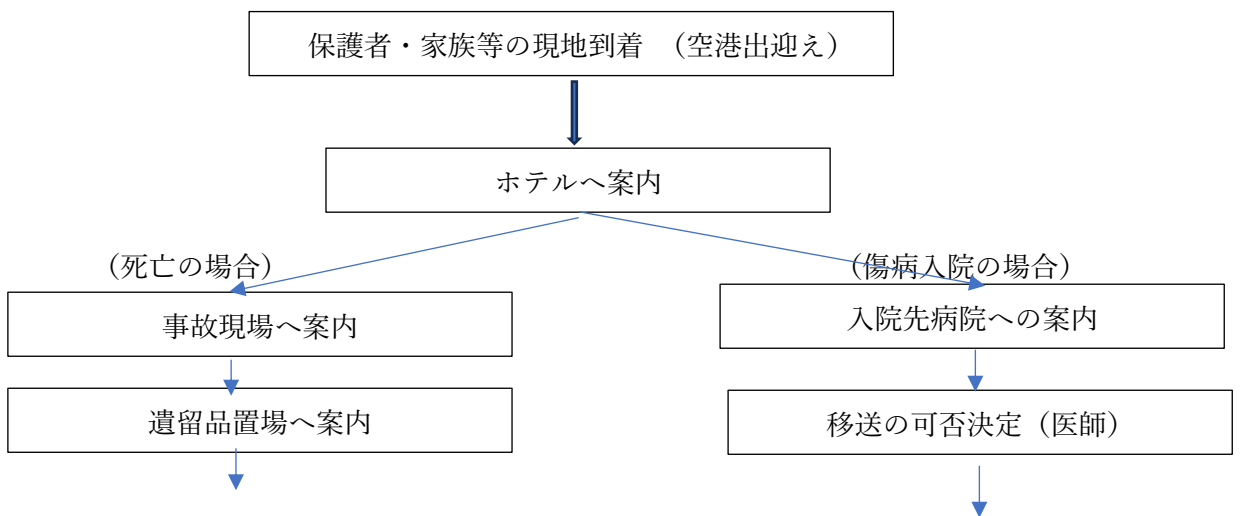 保護者・家族等の現地到着　（空港出迎え）
ホテルへ案内
（死亡の場合）
（傷病入院の場合）
事故現場へ案内
入院先病院への案内
遺留品置場へ案内
移送の可否決定（医師）